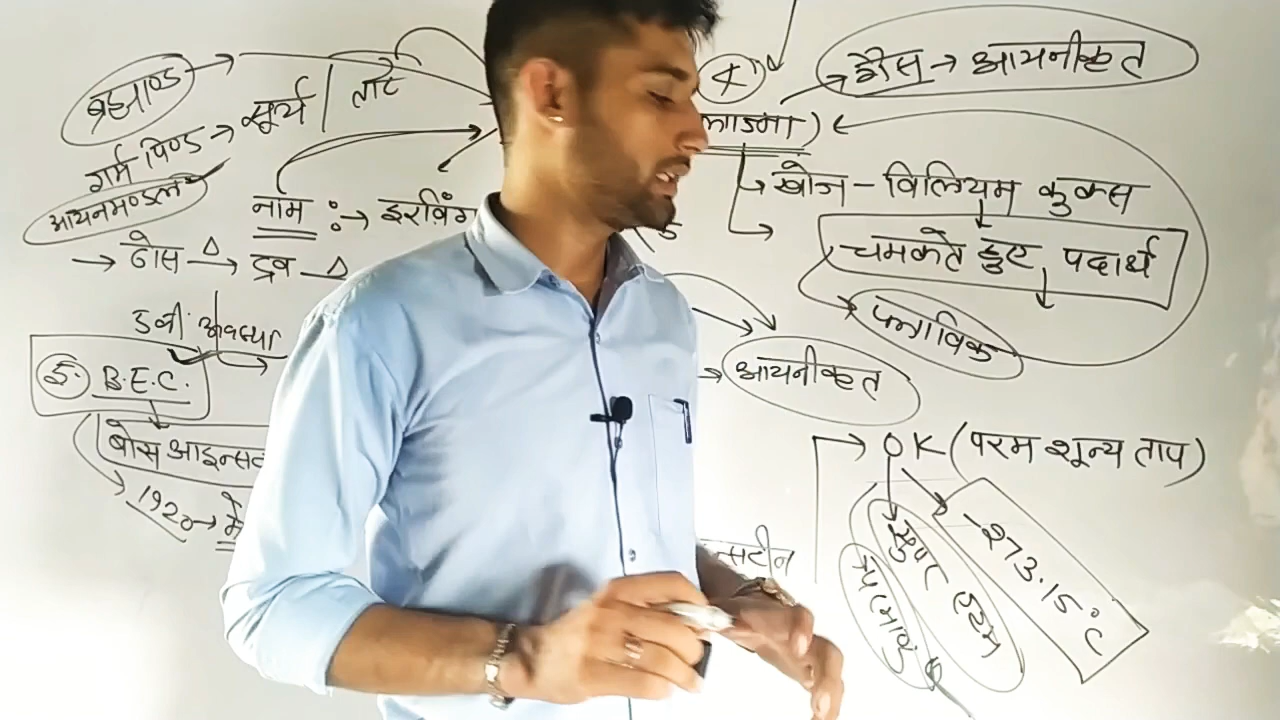 ब्रह्माण्ड →
गर्म पिण्ड → सूर्य | तारे
आयनमण्डल
नाम :→ इरविंग
→ ठोस △→ द्रव △
5वी. अवस्था
5. B.E.C.
बोस आइन्सटी
1920 → में
4
गैस → आयनीकृत
लाज्मा)
खोज - विलियम कुक्स
चमकते हुए पदार्थ
प्लाविक
→ आयनीकृत
→ 0 K (परम शून्य ताप)
-273.15°C
सुपर
न्सटीन